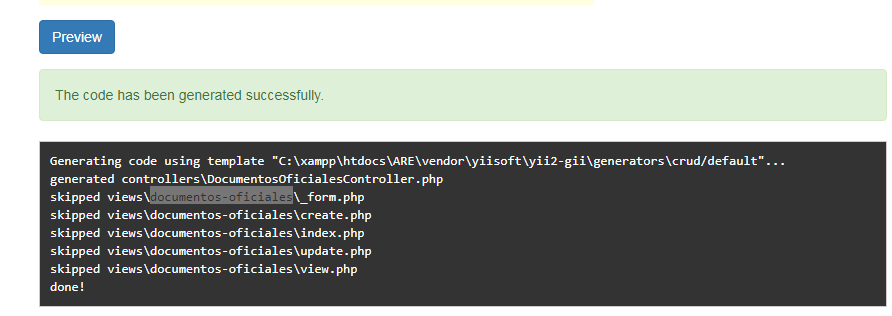 Preview
The code has been generated successfully.
Generating code using template "C:\xampp\htdocs\ARE\vendor\yiisoft\yii2-gii\generators\crud/default"...
generated controllers\DocumentosOficialesController.php
skipped views\documentos-oficiales\_form.php
skipped views\documentos-oficiales\create.php
skipped views\documentos-oficiales\index.php
skipped views\documentos-oficiales\update.php
skipped views\documentos-oficiales\view.php
done!